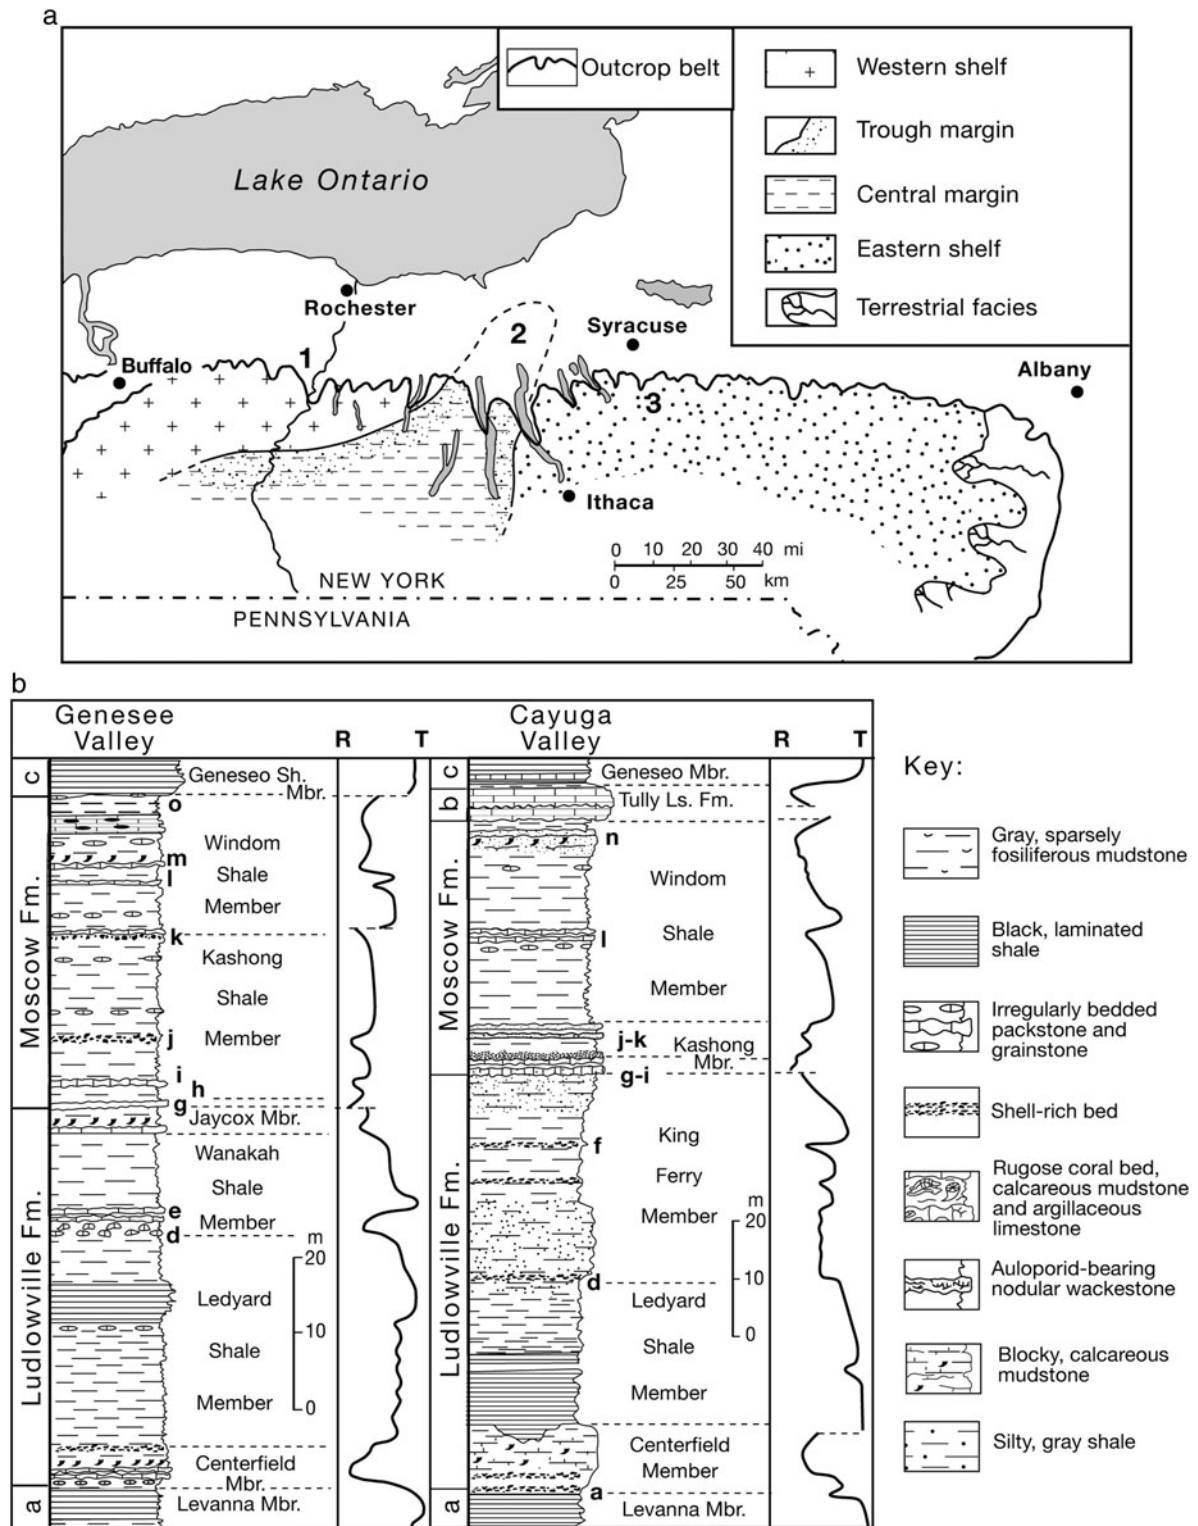 a
Outcrop belt
Western shelf
Trough margin
Central margin
Eastern shelf
Terrestrial facies
Lake Ontario
Rochester
Buffalo
1
2
Syracuse
3
Albany
Ithaca
0 10 20 30 40 mi
0 25 50 km
NEW YORK
PENNSYLVANIA
b
Genesee
Valley
R T
c
Geneseo Sh.
Mbr.
Moscow Fm.
o
Windom
m
Shale
l
Member
k
Kashong
Shale
j
Member
i
h
g
Jaycox Mbr.
Ludlowville Fm.
Wanakah
Shale
e
Member
d
m
20
Ledyard
10
Shale
Member
0
Centerfield
Mbr.
a
Levanna Mbr.
Cayuga
Valley
R T
c
Geneseo Mbr.
b
Tully Ls. Fm.
Moscow Fm.
n
Windom
l
Shale
Member
j-k
Kashong
Mbr.
g-i
Ludlowville Fm.
King
f
Ferry
m
Member
20
10
d
Ledyard
0
Shale
Member
Centerfield
Member
a
a
Levanna Mbr.
Key:
Gray, sparsely
fosiliferous mudstone
Black, laminated
shale
Irregularly bedded
packstone and
grainstone
Shell-rich bed
Rugose coral bed,
calcareous mudstone
and argillaceous
limestone
Auloporid-bearing
nodular wackestone
Blocky, calcareous
mudstone
Silty, gray shale